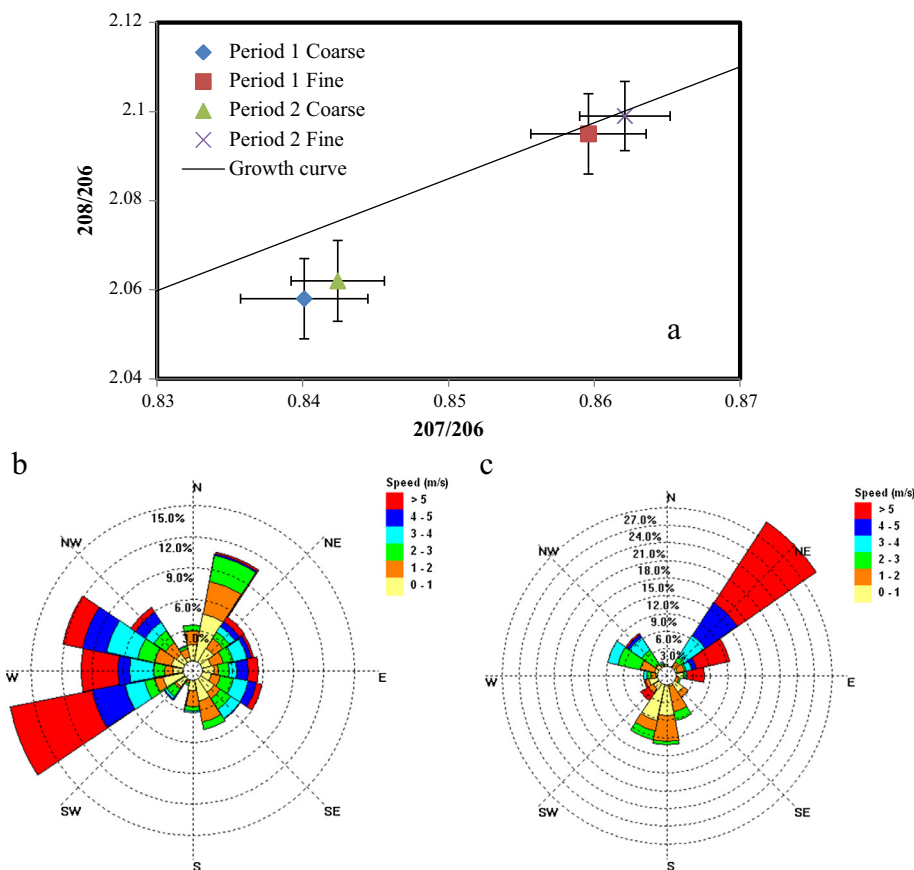 2.12
2.1
2.08
2.06
2.04
208/206
Period 1 Coarse
Period 1 Fine
Period 2 Coarse
Period 2 Fine
Growth curve
a
0.83 0.84 0.85 0.86 0.87
207/206
b
N
NE
E
SE
S
SW
W
NW
15.0%
12.0%
9.0%
6.0%
3.0%
Speed (m/s)
> 5
4 - 5
3 - 4
2 - 3
1 - 2
0 - 1
c
N
NE
E
SE
S
SW
W
NW
27.0%
24.0%
21.0%
18.0%
15.0%
12.0%
9.0%
6.0%
3.0%
Speed (m/s)
> 5
4 - 5
3 - 4
2 - 3
1 - 2
0 - 1